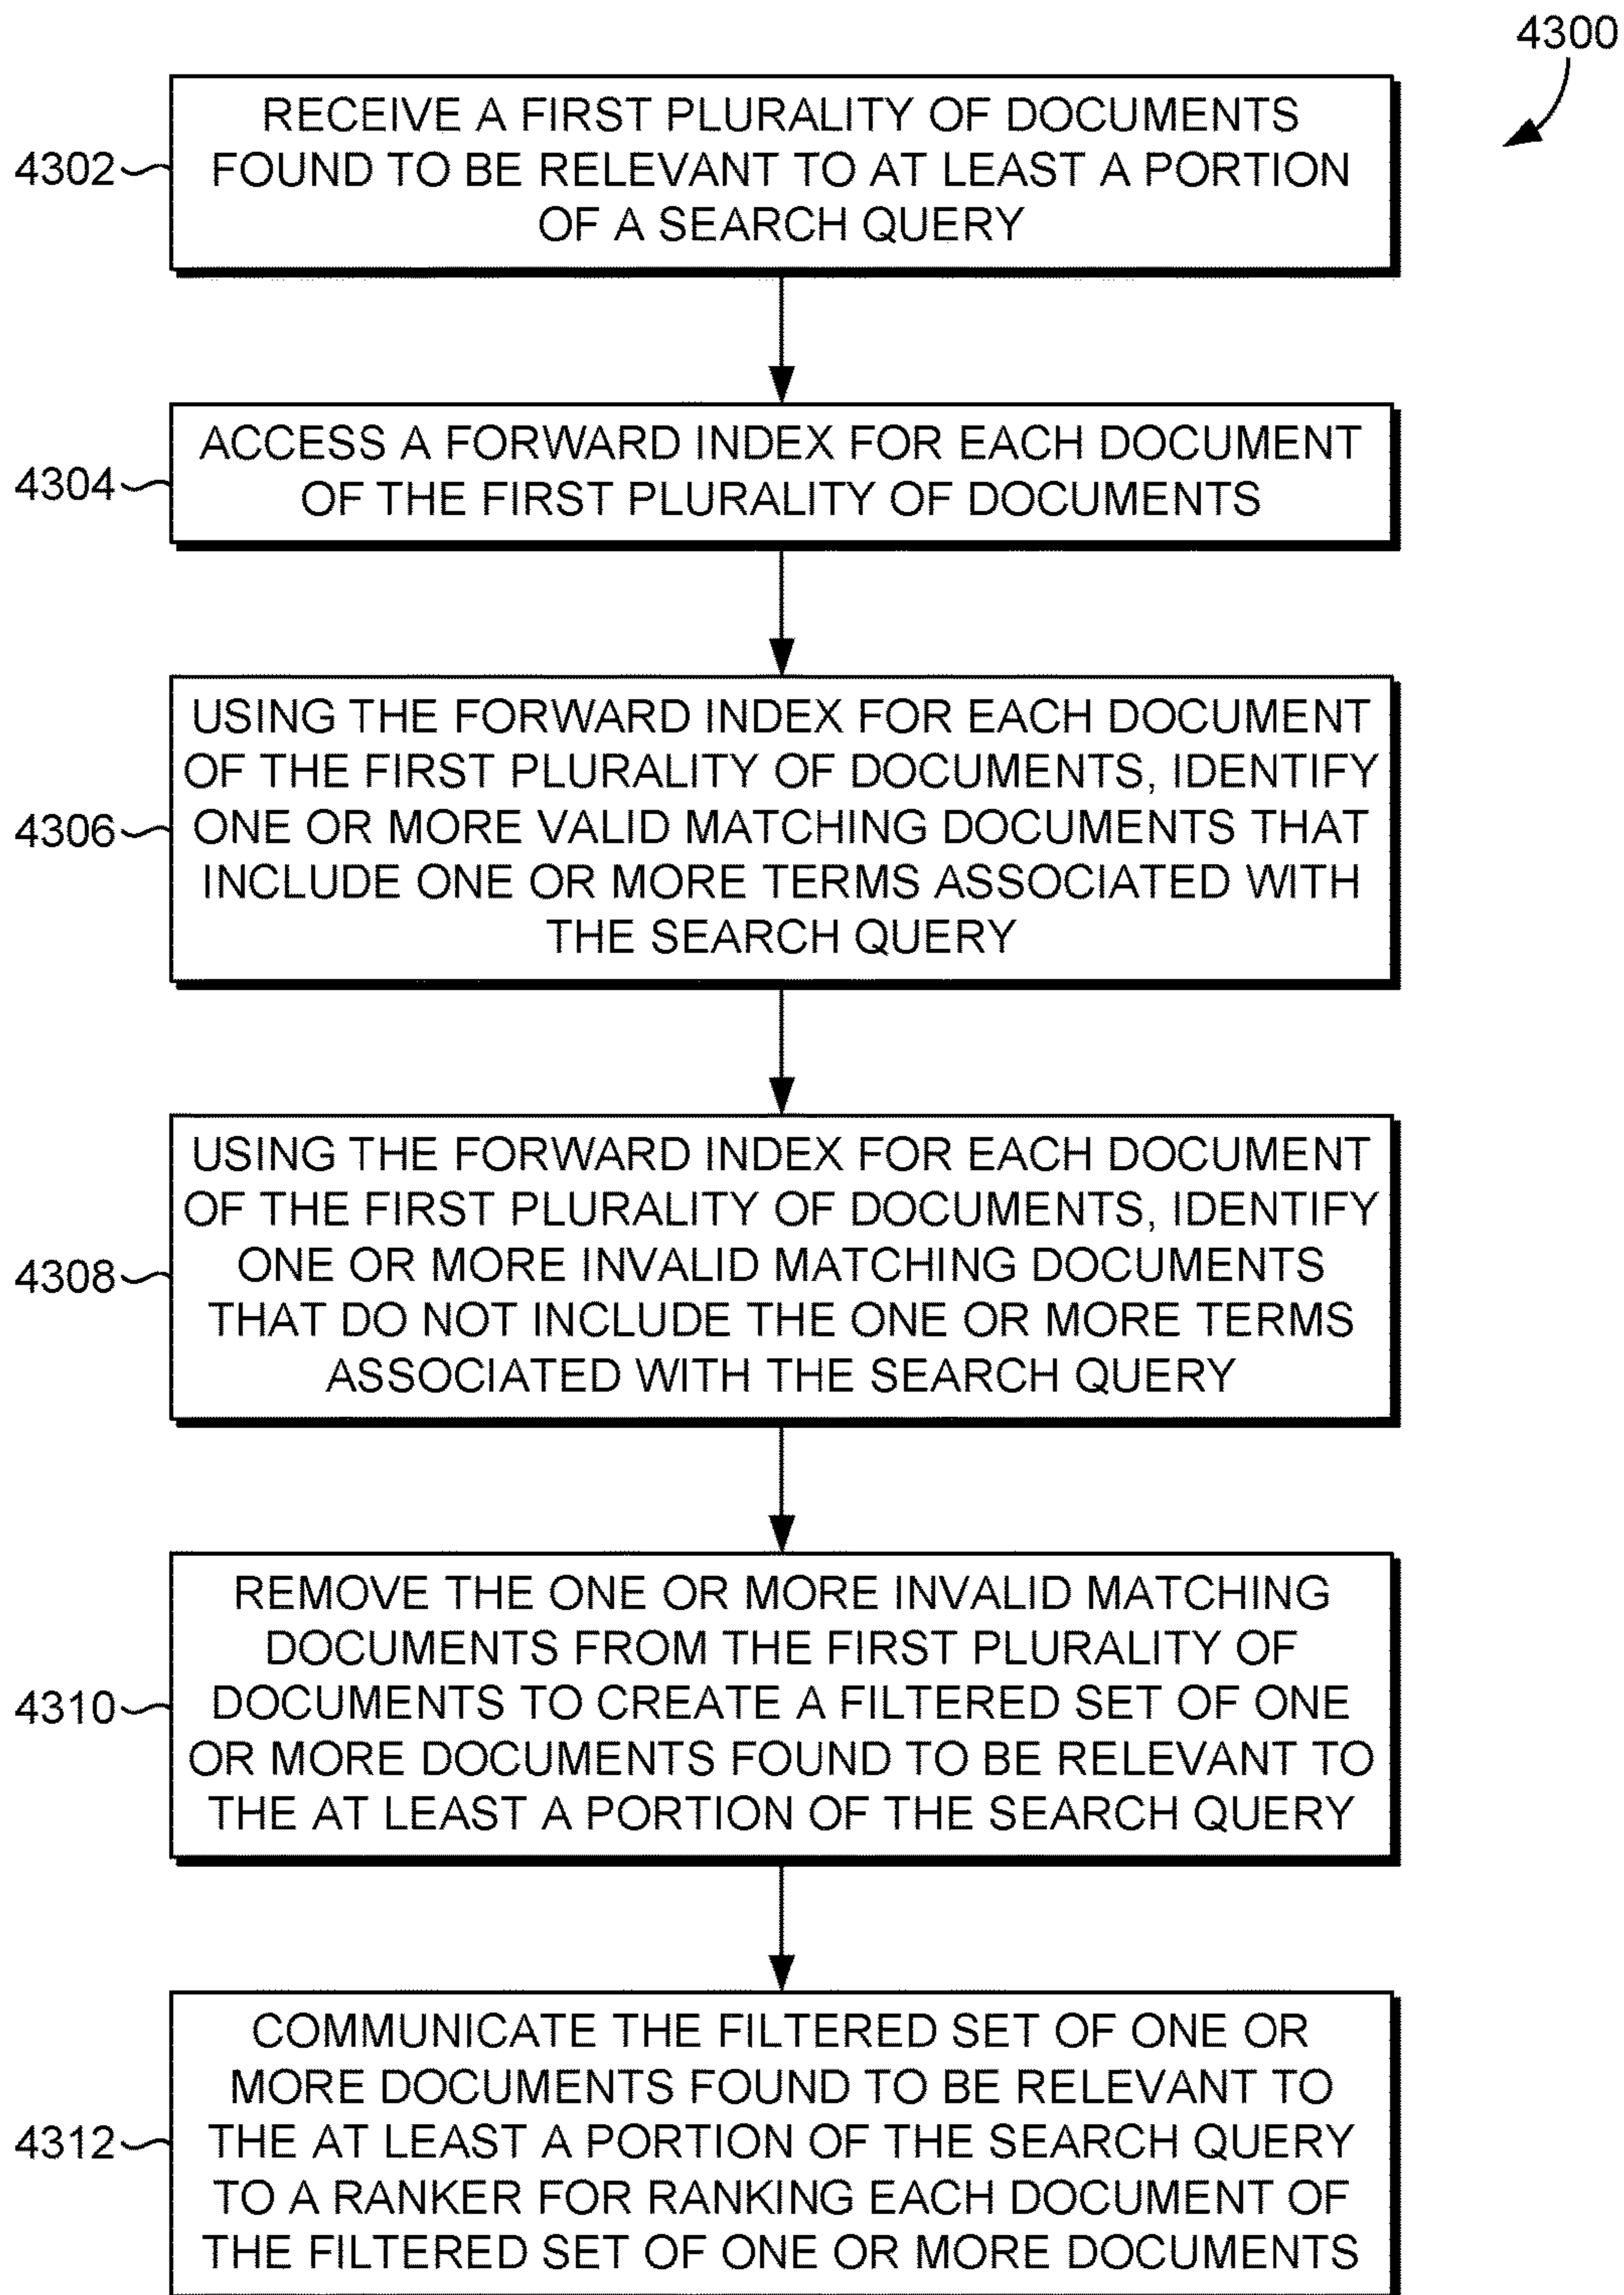 4300
RECEIVE A FIRST PLURALITY OF DOCUMENTS
4302
FOUND TO BE RELEVANT TO AT LEAST A PORTION
OF A SEARCH QUERY
ACCESS A FORWARD INDEX FOR EACH DOCUMENT
4304
OF THE FIRST PLURALITY OF DOCUMENTS
USING THE FORWARD INDEX FOR EACH DOCUMENT
OF THE FIRST PLURALITY OF DOCUMENTS, IDENTIFY
4306
ONE OR MORE VALID MATCHING DOCUMENTS THAT
INCLUDE ONE OR MORE TERMS ASSOCIATED WITH
THE SEARCH QUERY
USING THE FORWARD INDEX FOR EACH DOCUMENT
OF THE FIRST PLURALITY OF DOCUMENTS, IDENTIFY
4308
ONE OR MORE INVALID MATCHING DOCUMENTS
THAT DO NOT INCLUDE THE ONE OR MORE TERMS
ASSOCIATED WITH THE SEARCH QUERY
REMOVE THE ONE OR MORE INVALID MATCHING
DOCUMENTS FROM THE FIRST PLURALITY OF
4310
DOCUMENTS TO CREATE A FILTERED SET OF ONE
OR MORE DOCUMENTS FOUND TO BE RELEVANT TO
THE AT LEAST A PORTION OF THE SEARCH QUERY
COMMUNICATE THE FILTERED SET OF ONE OR
MORE DOCUMENTS FOUND TO BE RELEVANT TO
4312
THE AT LEAST A PORTION OF THE SEARCH QUERY
TO A RANKER FOR RANKING EACH DOCUMENT OF
THE FILTERED SET OF ONE OR MORE DOCUMENTS